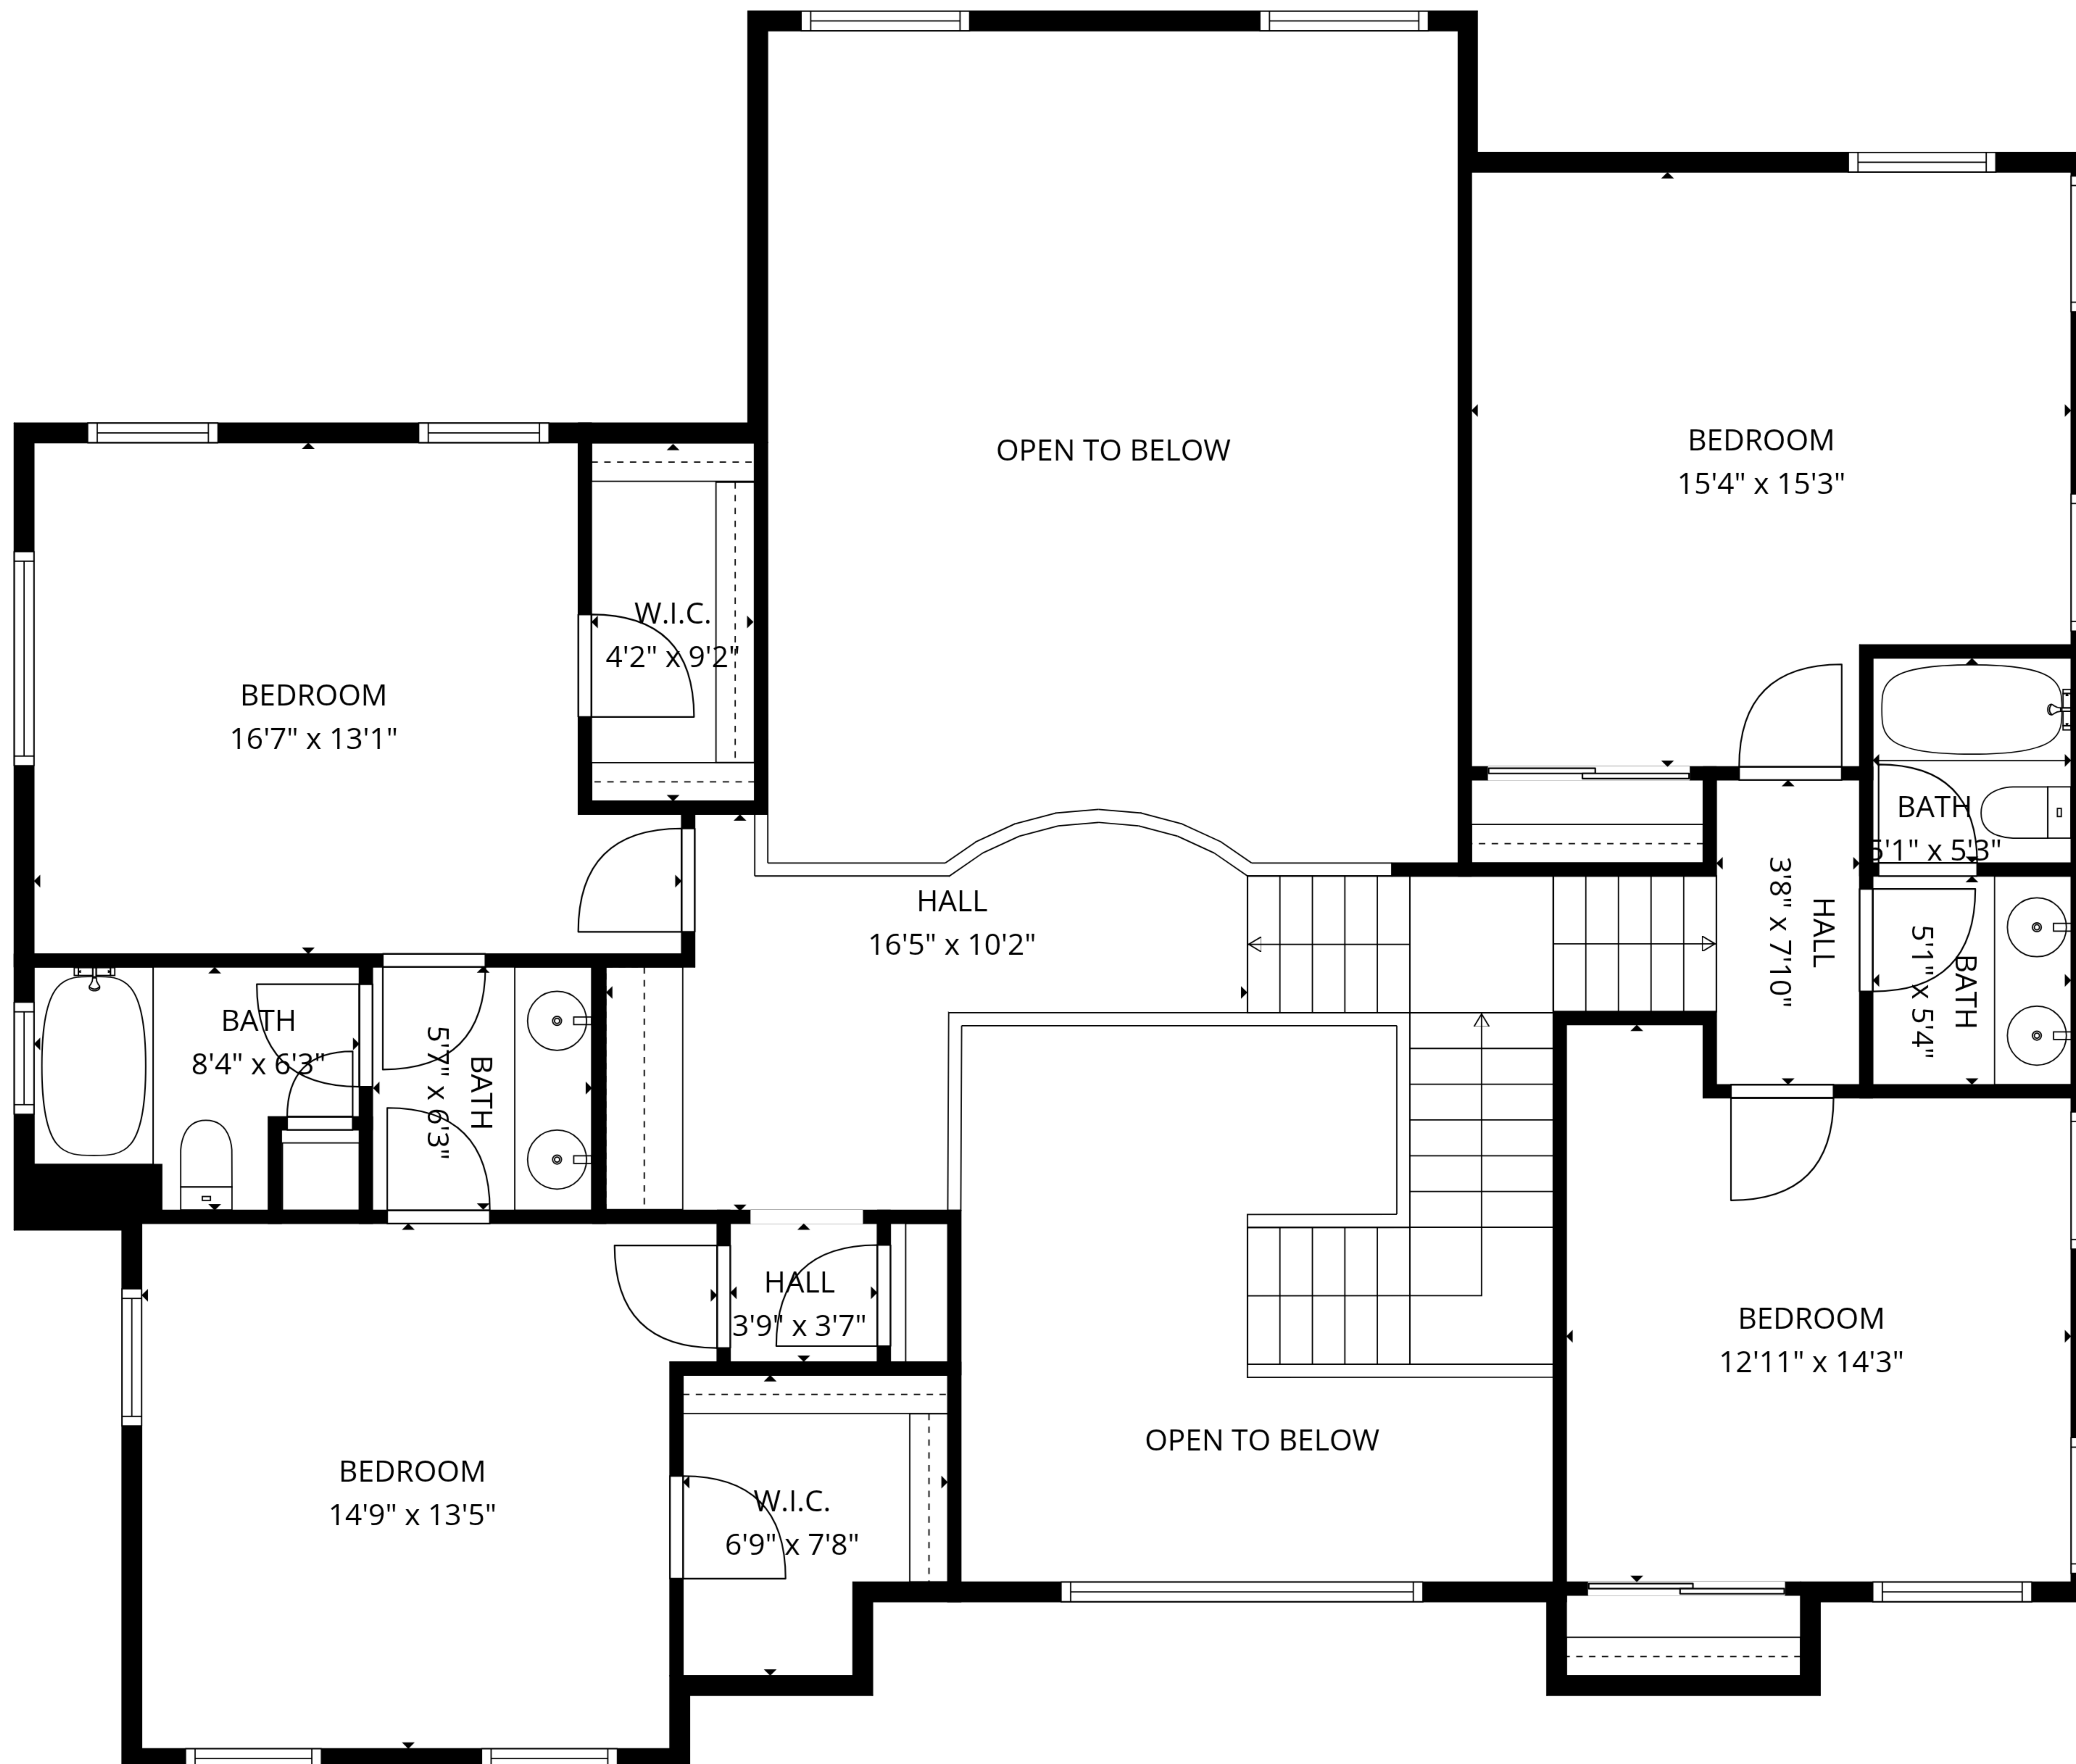 OPEN TO BELOW
BEDROOM
15'4" x 15'3"
W.I.C.
4'2" x 9'2"
BEDROOM
16'7" x 13'1"
BATH
5'1" x 5'3"
HALL
16'5" x 10'2"
HALL
3'8" x 7'10"
BATH
5'1" x 5'4"
BATH
8'4" x 6'3"
BATH
5'7" x 6'3"
HALL
3'9" x 3'7"
BEDROOM
12'11" x 14'3"
OPEN TO BELOW
BEDROOM
14'9" x 13'5"
W.I.C.
6'9" x 7'8"